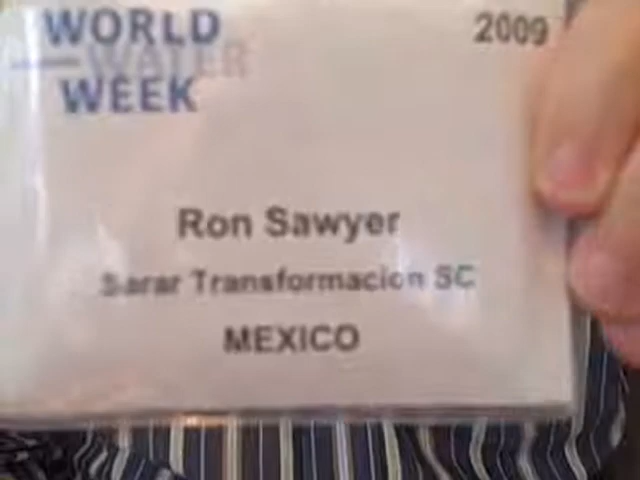 WORLD 2009
WATER
WEEK
Ron Sawyer
Sarar Transformacion SC
MEXICO